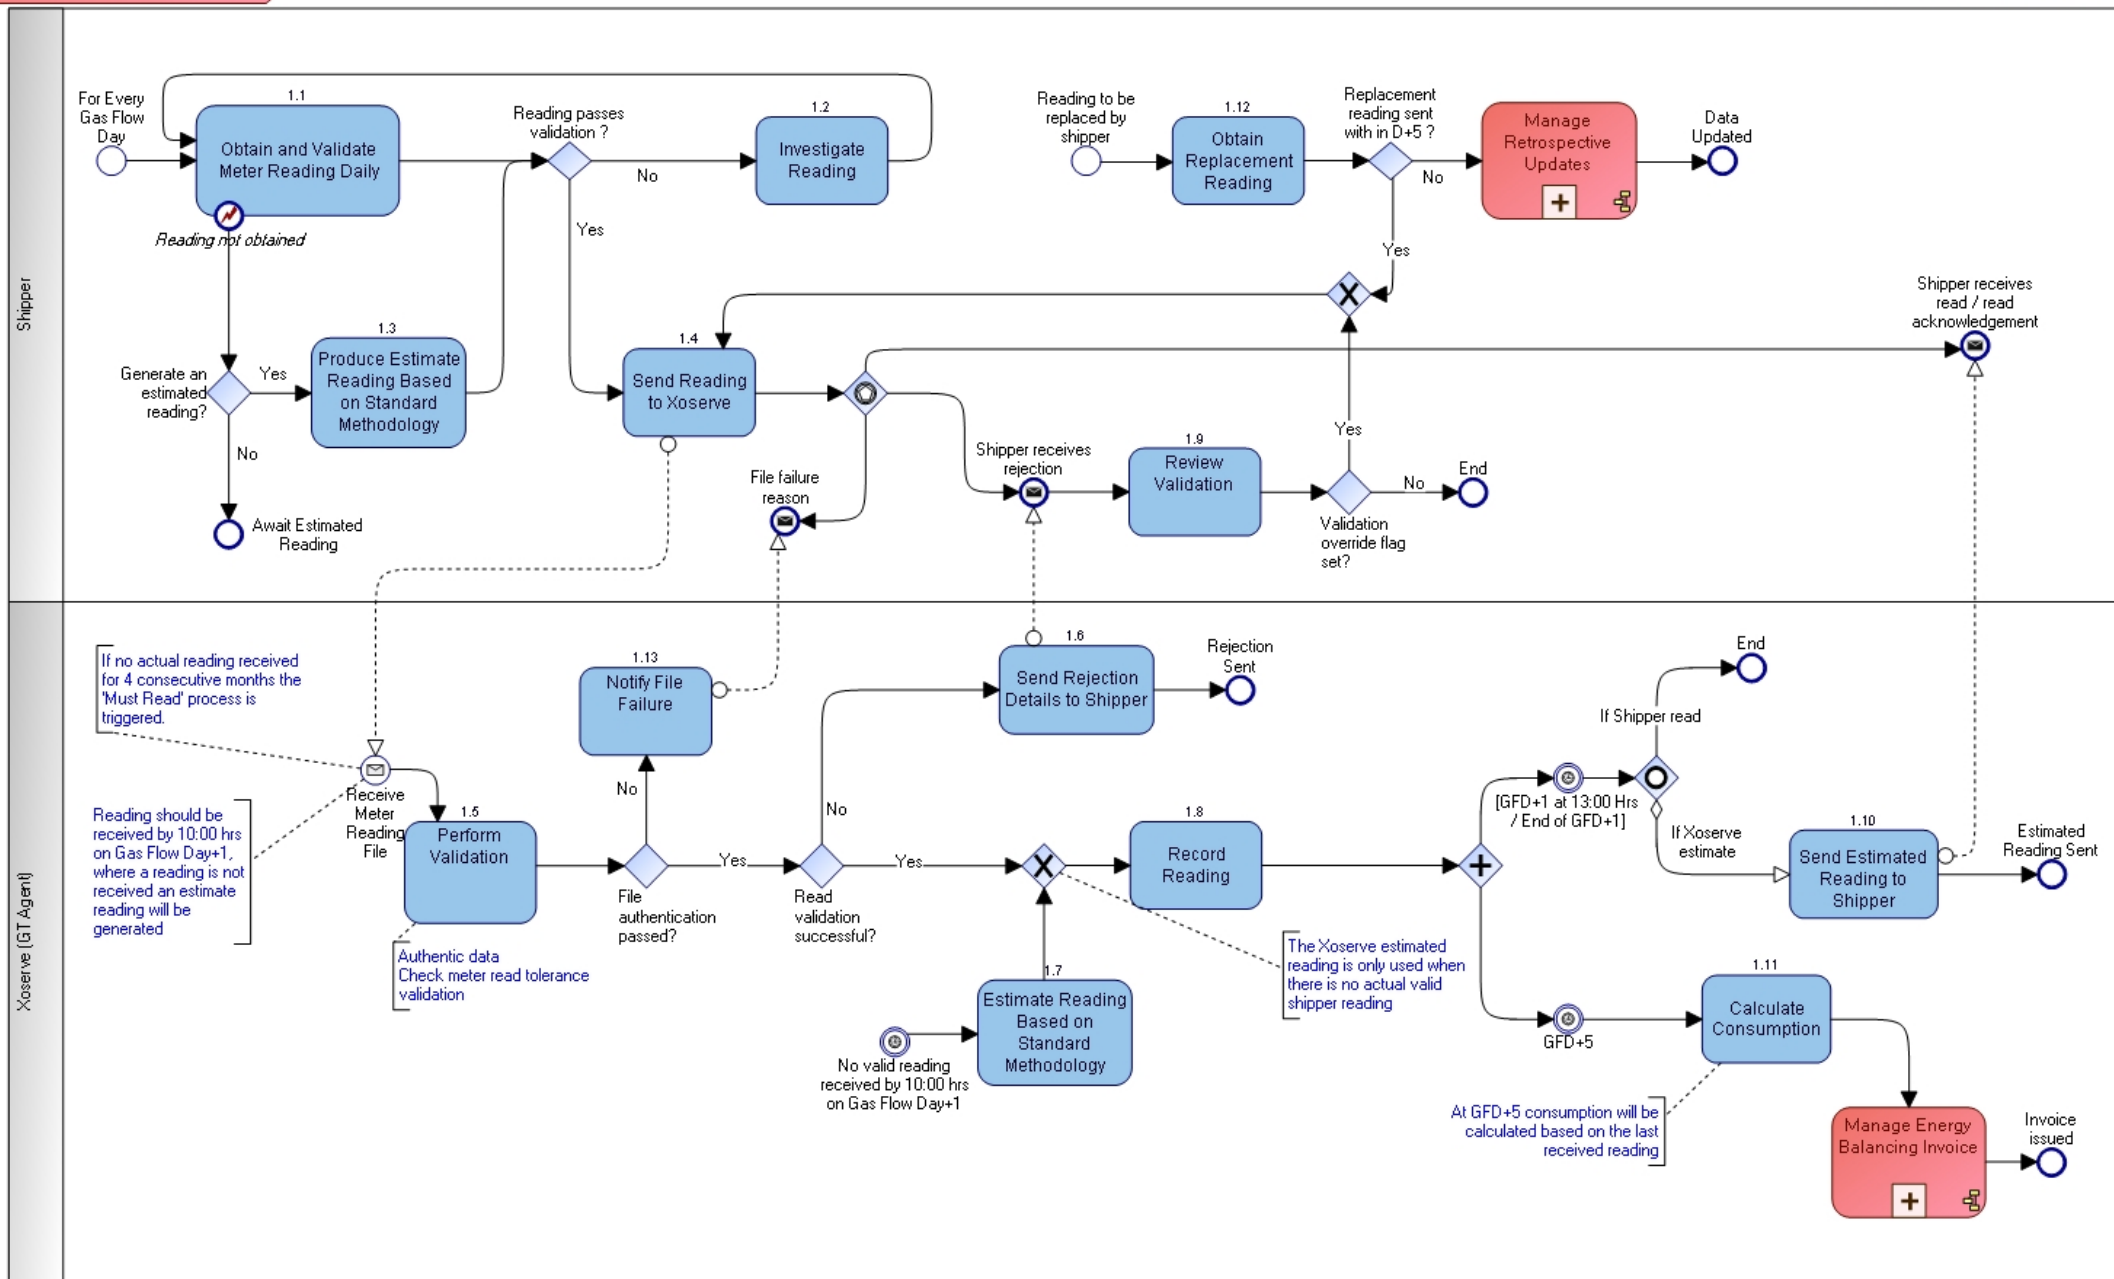 Shipper
For Every
Gas Flow
Day
1.1
Obtain and Validate
Meter Reading Daily
Reading not obtained
Reading passes
validation ?
No
Yes
1.2
Investigate
Reading
Reading to be
replaced by
shipper
1.12
Obtain
Replacement
Reading
Replacement
reading sent
with in D+5 ?
No
Yes
Manage
Retrospective
Updates
Data
Updated
Generate an
estimated
reading?
Yes
No
1.3
Produce Estimate
Reading Based
on Standard
Methodology
Await Estimated
Reading
1.4
Send Reading
to Xoserve
File failure
reason
Shipper receives
rejection
1.9
Review
Validation
Yes
No
Validation
override flag
set?
End
Shipper receives
read / read
acknowledgement
Xoserve (GT Agent)
If no actual reading received
for 4 consecutive months the
'Must Read' process is
triggered.
Reading should be
received by 10:00 hrs
on Gas Flow Day+1,
where a reading is not
received an estimate
reading will be
generated
Receive
Meter
Reading
File
1.5
Perform
Validation
Authentic data
Check meter read tolerance
validation
1.13
Notify File
Failure
No
Yes
File
authentication
passed?
No
Yes
Read
validation
successful?
1.6
Send Rejection
Details to Shipper
Rejection
Sent
1.7
Estimate Reading
Based on
Standard
Methodology
No valid reading
received by 10:00 hrs
on Gas Flow Day+1
1.8
Record
Reading
The Xoserve estimated
reading is only used when
there is no actual valid
shipper reading
[GFD+1 at 13:00 Hrs
/ End of GFD+1]
If Shipper read
End
If Xoserve
estimate
1.10
Send Estimated
Reading to
Shipper
Estimated
Reading Sent
GFD+5
1.11
Calculate
Consumption
At GFD+5 consumption will be
calculated based on the last
received reading
Manage Energy
Balancing Invoice
Invoice
issued